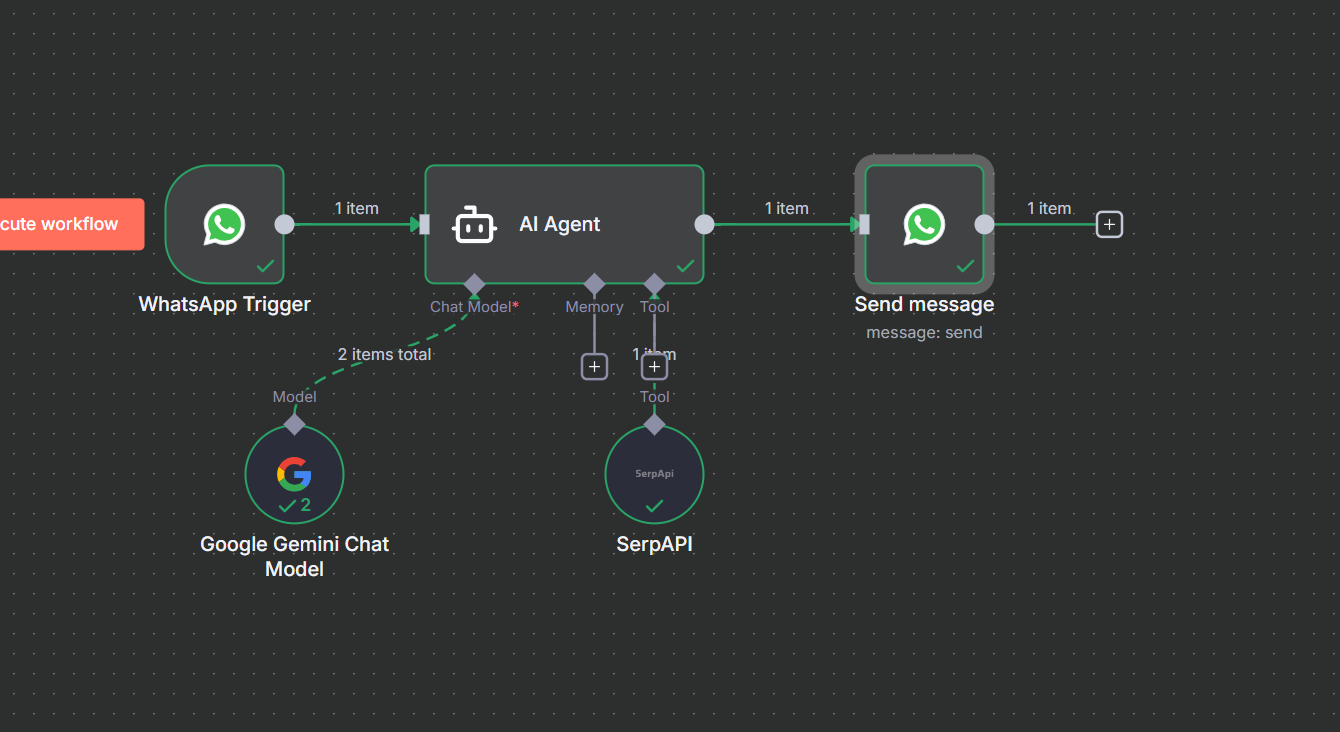 cute workflow
1 item
AI Agent
1 item
1 item
WhatsApp Trigger
Chat Model*
Memory
Tool
Send message
message: send
2 items total
1 item
+
+
+
Model
Tool
SerpApi
2
Google Gemini Chat
Model
SerpAPI